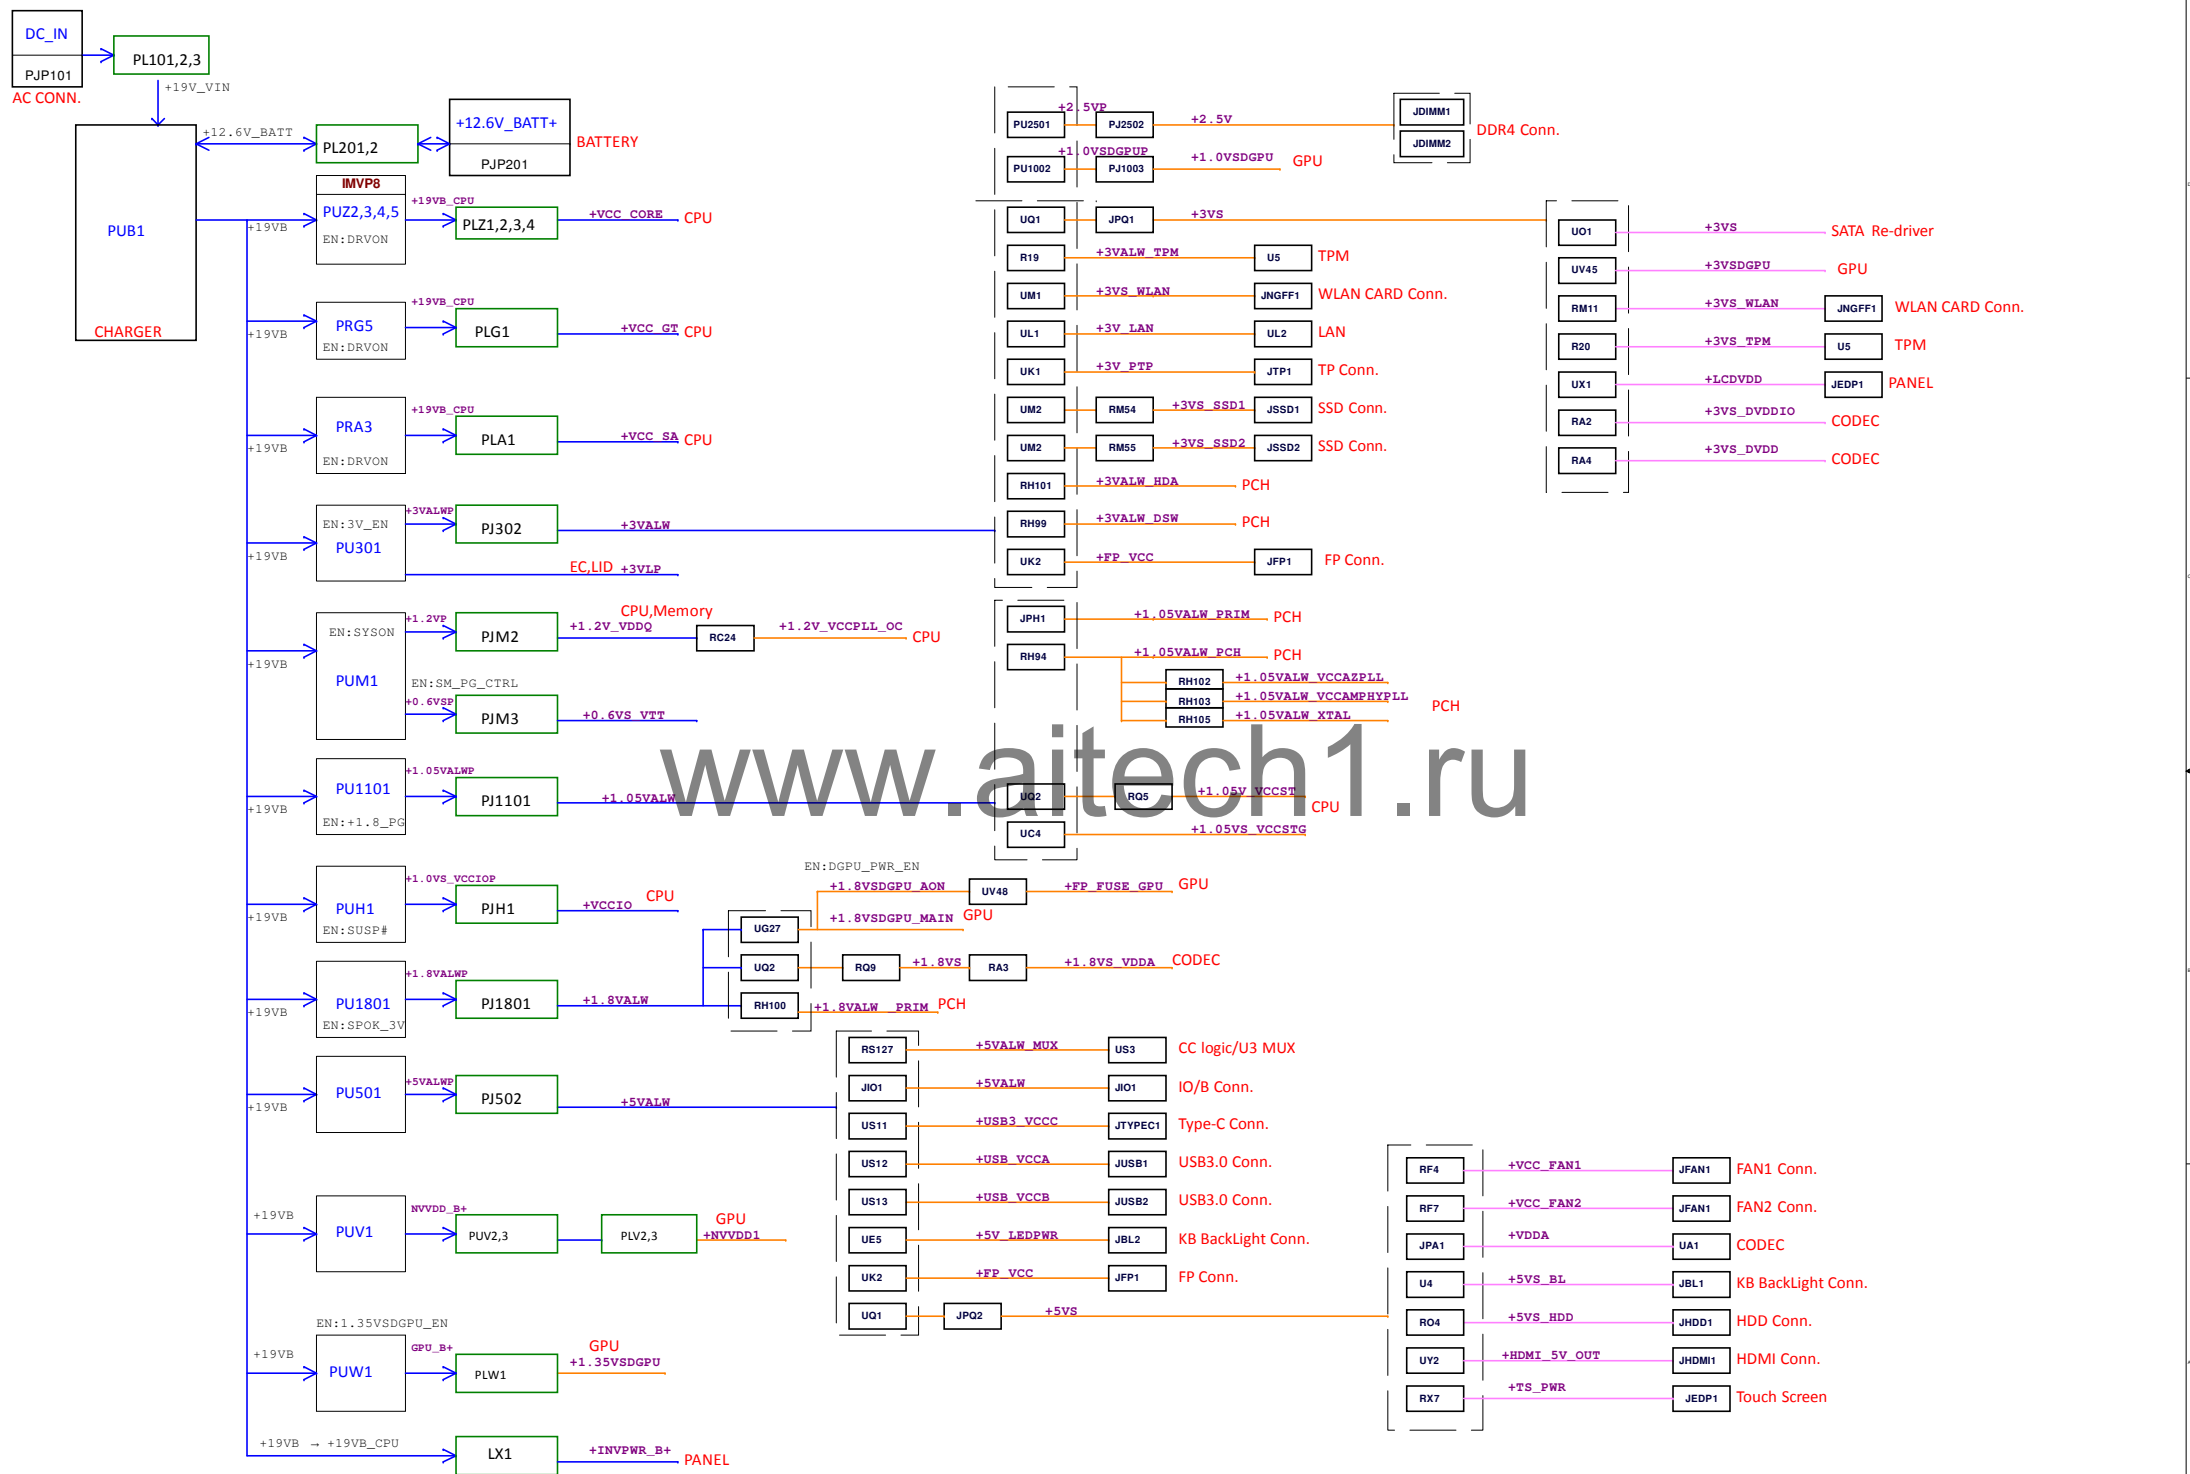 DC_IN
PJP101
AC CONN.
PL101,2,3
+19V_VIN
PUB1
CHARGER
+12.6V_BATT
PL201,2
+12.6V_BATT+
PJP201
BATTERY
IMVP8
+19VB
PUZ2,3,4,5
EN:DRVON
+19VB_CPU
PLZ1,2,3,4
+VCC_CORE CPU
+19VB
PRG5
EN:DRVON
+19VB_CPU
PLG1
+VCC_GT CPU
+19VB
PRA3
EN:DRVON
+19VB_CPU
PLA1
+VCC_SA CPU
+19VB
EN:3V_EN
PU301
+3VALWP
PJ302
+3VALW
EC,LID +3VLP
+19VB
EN:SYSON
PUM1
+1.2VP
PJM2
CPU,Memory
+1.2V_VDDQ
RC24
+1.2V_VCCPLL_OC
CPU
EN:SM_PG_CTRL
+0.6VSP
PJM3
+0.6VS_VTT
+19VB
PU1101
EN:+1.8_PG
+1.05VALWP
PJ1101
+1.05VALW
+19VB
PUH1
EN:SUSP#
+1.0VS_VCCIOP
PJH1
+VCCIO
CPU
+19VB
PU1801
EN:SPOK_3V
+1.8VALWP
PJ1801
+1.8VALW
EN:DGPU_PWR_EN
UG27
+1.8VSDGPU_AON
UV48
+FP_FUSE_GPU
GPU
+1.8VSDGPU_MAIN
GPU
UQ2
RQ9
+1.8VS
RA3
+1.8VS_VDDA
CODEC
RH100
+1.8VALW _PRIM
PCH
+19VB
PU501
+5VALWP
PJ502
+5VALW
RS127 +5VALW_MUX US3 CC logic/U3 MUX
JIO1 +5VALW JIO1 IO/B Conn.
US11 +USB3_VCCC JTYPEC1 Type-C Conn.
US12 +USB_VCCA JUSB1 USB3.0 Conn.
US13 +USB_VCCB JUSB2 USB3.0 Conn.
UE5 +5V_LEDPWR JBL2 KB BackLight Conn.
UK2 +FP_VCC JFP1 FP Conn.
UQ1 JPQ2 +5VS
RF4 +VCC_FAN1 JFAN1 FAN1 Conn.
RF7 +VCC_FAN2 JFAN1 FAN2 Conn.
JPA1 +VDDA UA1 CODEC
U4 +5VS_BL JBL1 KB BackLight Conn.
RO4 +5VS_HDD JHDD1 HDD Conn.
UY2 +HDMI_5V_OUT JHDMI1 HDMI Conn.
RX7 +TS_PWR JEDP1 Touch Screen
+19VB
PUV1
NVVDD_B+
PUV2,3
PLV2,3
GPU
+NVVDD1
EN:1.35VSDGPU_EN
+19VB
PUW1
GPU_B+
PLW1
GPU
+1.35VSDGPU
+19VB → +19VB_CPU
LX1
+INVPWR_B+
PANEL
PU2501 +2.5VP PJ2502 +2.5V
JDIMM1
JDIMM2
DDR4 Conn.
PU1002 +1.0VSDGPUP PJ1003 +1.0VSDGPU GPU
UQ1 JPQ1 +3VS
R19 +3VALW_TPM U5 TPM
UM1 +3VS_WLAN JNGFF1 WLAN CARD Conn.
UL1 +3V_LAN UL2 LAN
UK1 +3V_PTP JTP1 TP Conn.
UM2 RM54 +3VS_SSD1 JSSD1 SSD Conn.
UM2 RM55 +3VS_SSD2 JSSD2 SSD Conn.
RH101 +3VALW_HDA PCH
RH99 +3VALW_DSW PCH
UK2 +FP_VCC JFP1 FP Conn.
UO1 +3VS SATA Re-driver
UV45 +3VSDGPU GPU
RM11 +3VS_WLAN JNGFF1 WLAN CARD Conn.
R20 +3VS_TPM U5 TPM
UX1 +LCDVDD JEDP1 PANEL
RA2 +3VS_DVDDIO CODEC
RA4 +3VS_DVDD CODEC
JPH1 +1.05VALW_PRIM PCH
RH94 +1.05VALW_PCH PCH
RH102 +1.05VALW_VCCAZPLL
RH103 +1.05VALW_VCCAMPHYPLL
RH105 +1.05VALW_XTAL
PCH
UQ2 RQ5 +1.05V_VCCST
CPU
UC4 +1.05VS_VCCSTG
www.aitech1.ru